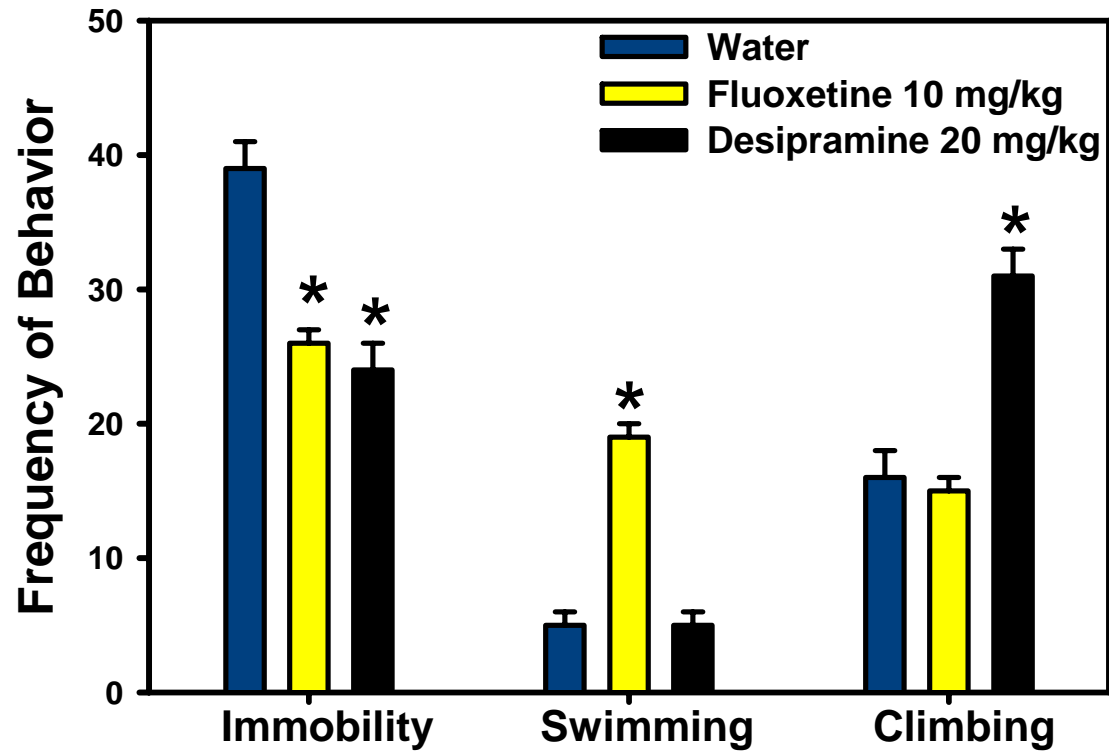 Frequency of Behavior
50
40
30
20
10
0
Water
Fluoxetine 10 mg/kg
Desipramine 20 mg/kg
*
*
*
*
Immobility Swimming Climbing